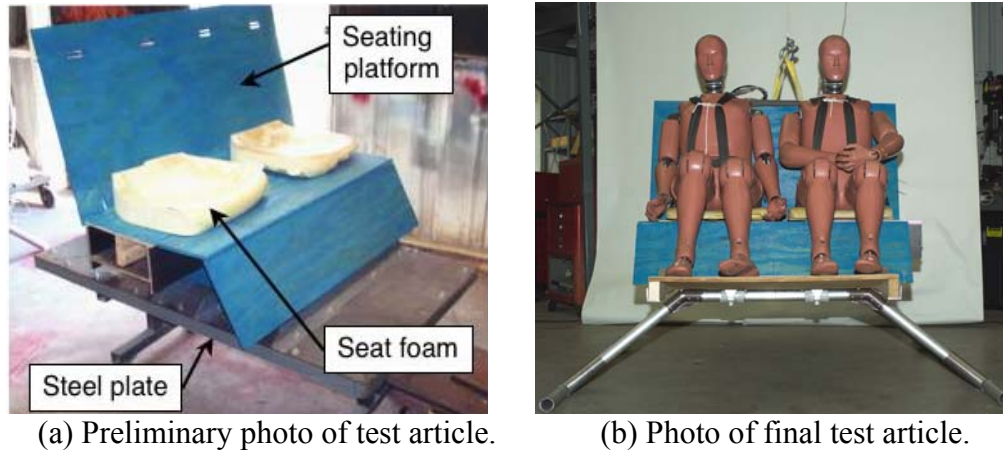 Seating
platform
Seat foam
Steel plate
(a) Preliminary photo of test article.
(b) Photo of final test article.